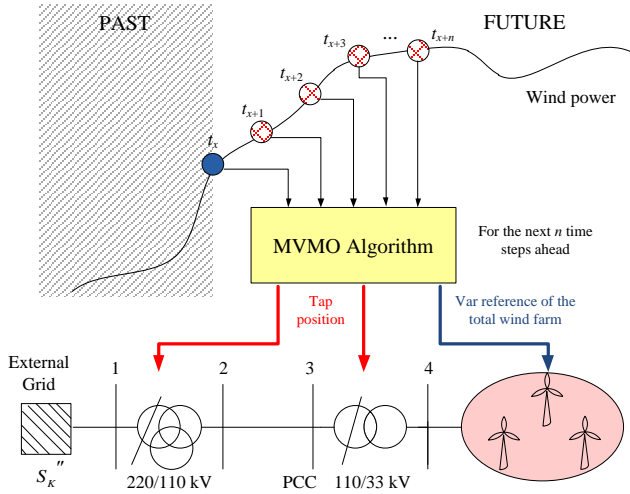 PAST
FUTURE
t_x
t_{x+1}
t_{x+2}
t_{x+3}
...
t_{x+n}
Wind power
MVMO Algorithm
For the next n time
steps ahead
Tap
position
Var reference of the
total wind farm
External
Grid
1
2
3
4
S_K''
220/110 kV
PCC
110/33 kV